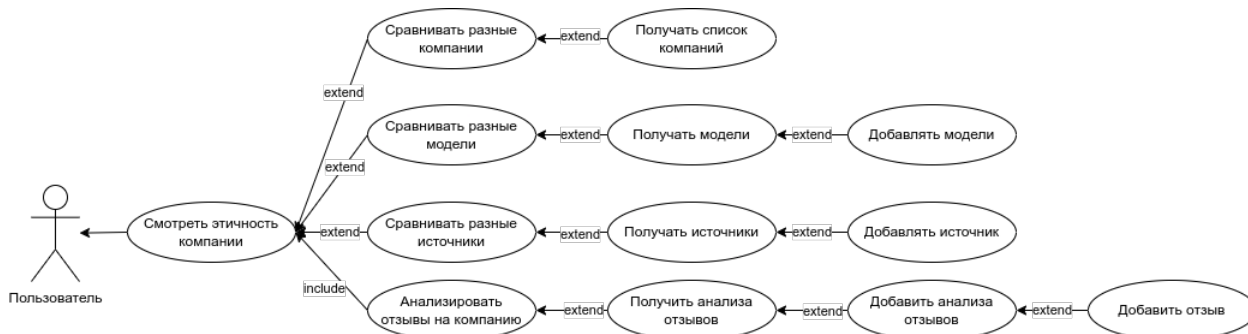 Сравнивать разные
компании
extend
Получать список
компаний
extend
Сравнивать разные
модели
extend
Получать модели
extend
Добавлять модели
extend
Смотреть этичность
компании
extend
Сравнивать разные
источники
extend
Получать источники
extend
Добавлять источник
Пользователь
include
Анализировать
отзывы на компанию
extend
Получить анализа
отзывов
extend
Добавить анализа
отзывов
extend
Добавить отзыв